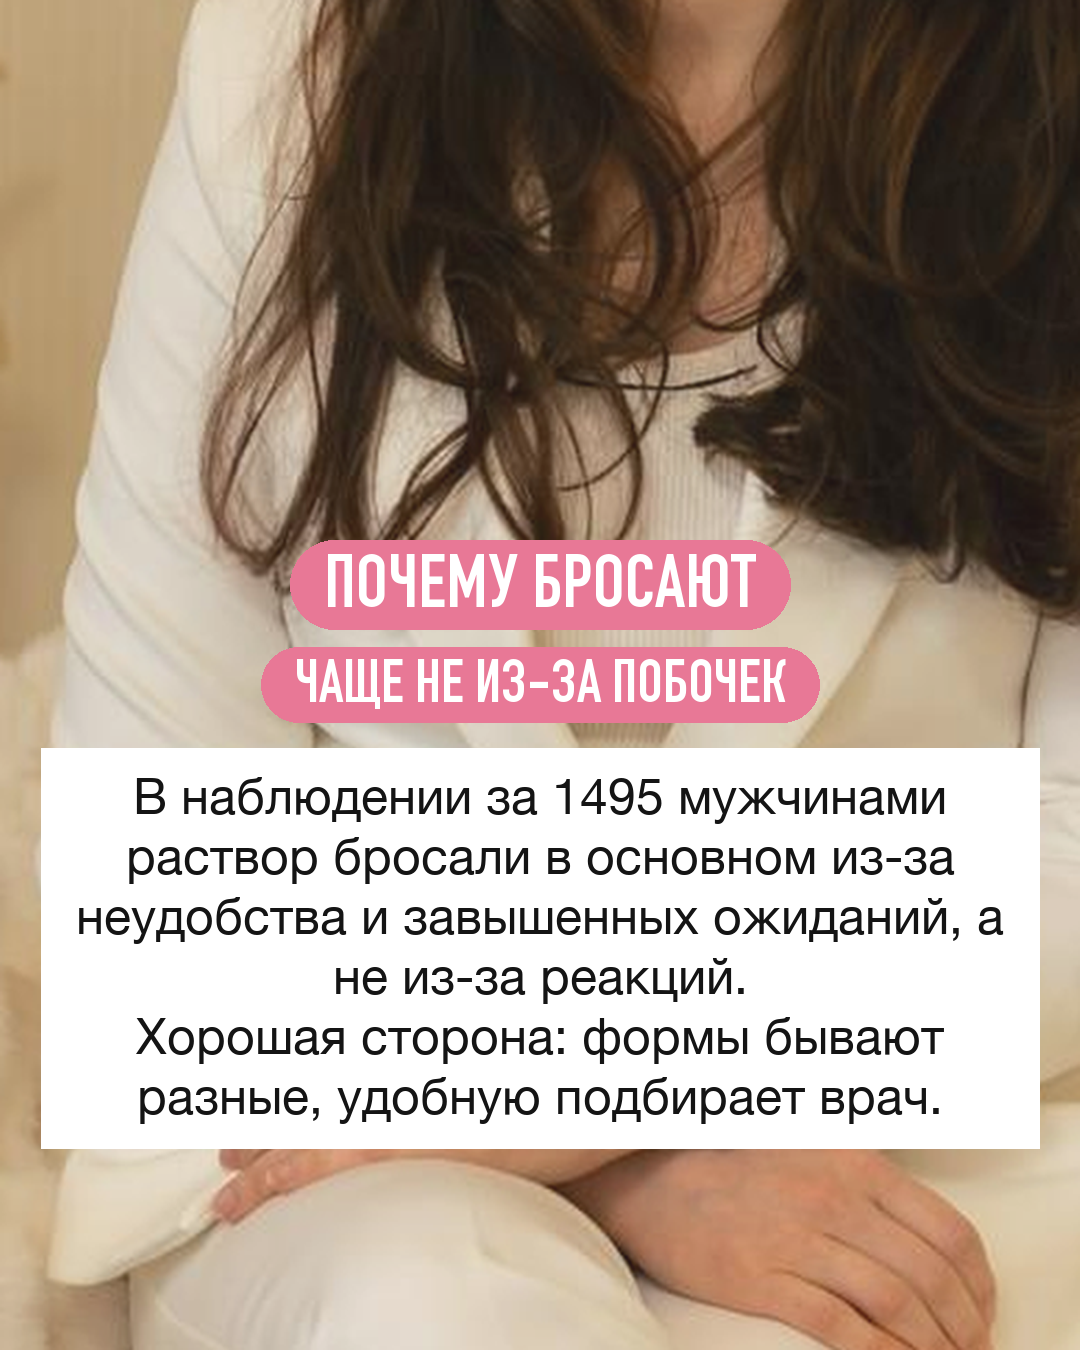 ПОЧЕМУ БРОСАЮТ
ЧАЩЕ НЕ ИЗ-ЗА ПОБОЧЕК
В наблюдении за 1495 мужчинами
раствор бросали в основном из-за
неудобства и завышенных ожиданий, а
не из-за реакций.
Хорошая сторона: формы бывают
разные, удобную подбирает врач.